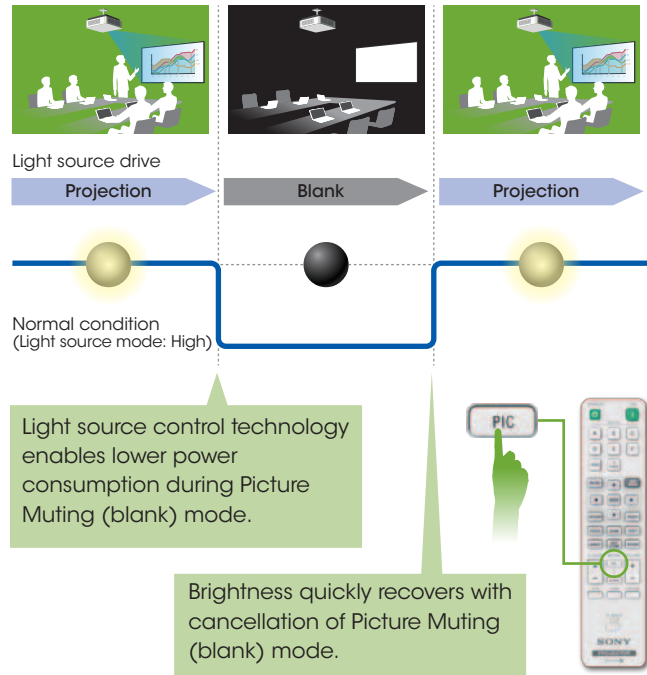 Light source drive
Projection
Blank
Projection
Normal condition
(Light source mode: High)
Light source control technology
enables lower power
consumption during Picture
Muting (blank) mode.
PIC
Brightness quickly recovers with
cancellation of Picture Muting
(blank) mode.
SONY
PROJECTOR